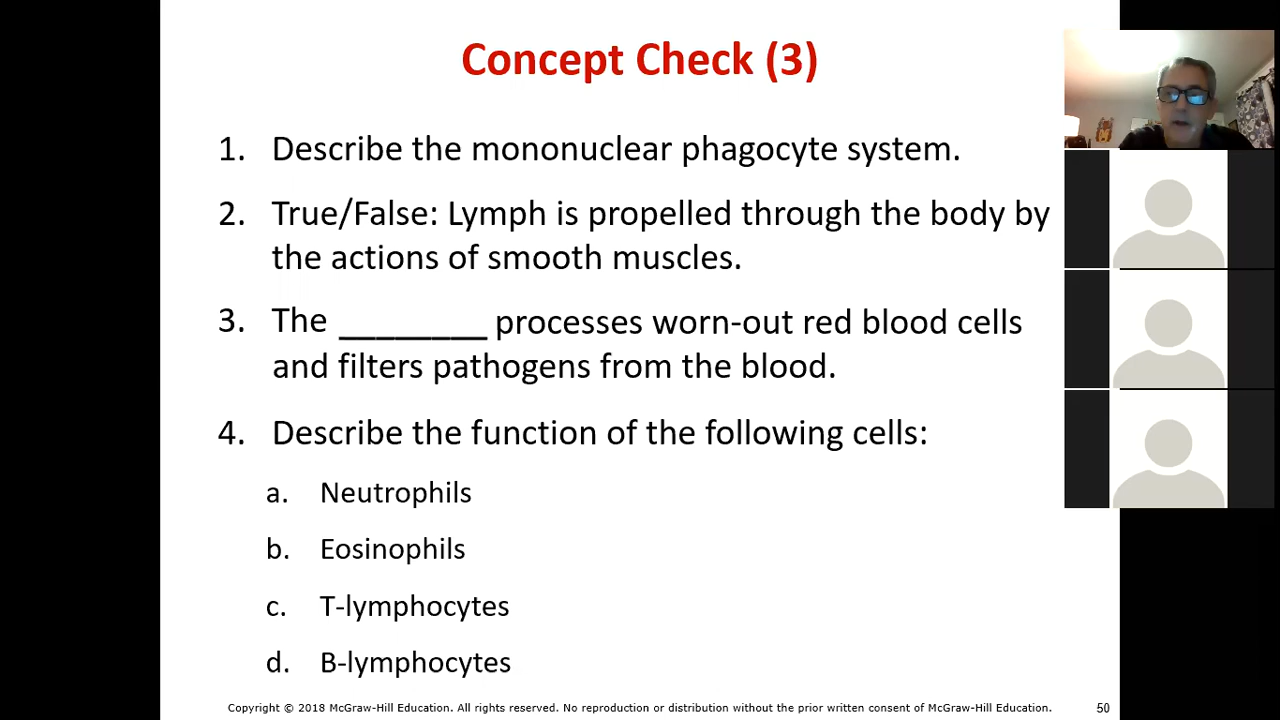 Concept Check (3)
1. Describe the mononuclear phagocyte system.
2. True/False: Lymph is propelled through the body by
the actions of smooth muscles.
3. The ________ processes worn-out red blood cells
and filters pathogens from the blood.
4. Describe the function of the following cells:
a. Neutrophils
b. Eosinophils
c. T-lymphocytes
d. B-lymphocytes
Copyright © 2018 McGraw-Hill Education. All rights reserved. No reproduction or distribution without the prior written consent of McGraw-Hill Education. 50